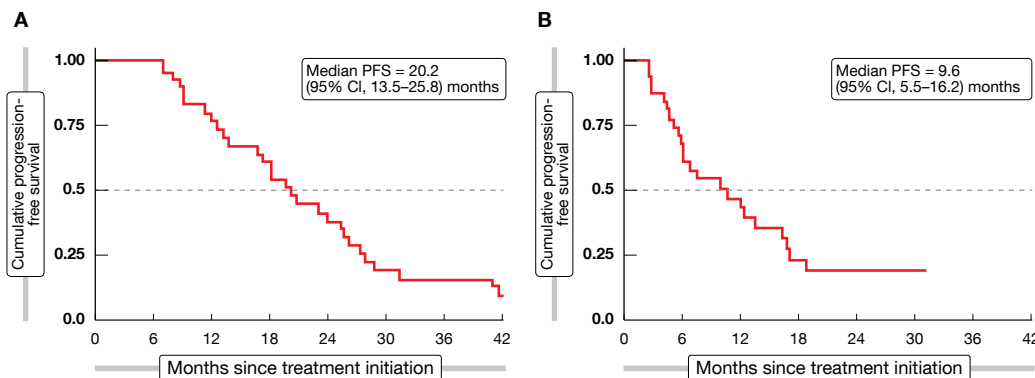 A
Cumulative progression-
free survival
1.00
0.75
0.5
0.25
0.0
Median PFS = 20.2
(95% CI, 13.5–25.8) months
0 6 12 18 24 30 36 42
Months since treatment initiation
B
Cumulative progression-
free survival
1.00
0.75
0.5
0.25
0.0
Median PFS = 9.6
(95% CI, 5.5–16.2) months
0 6 12 18 24 30 36 42
Months since treatment initiation